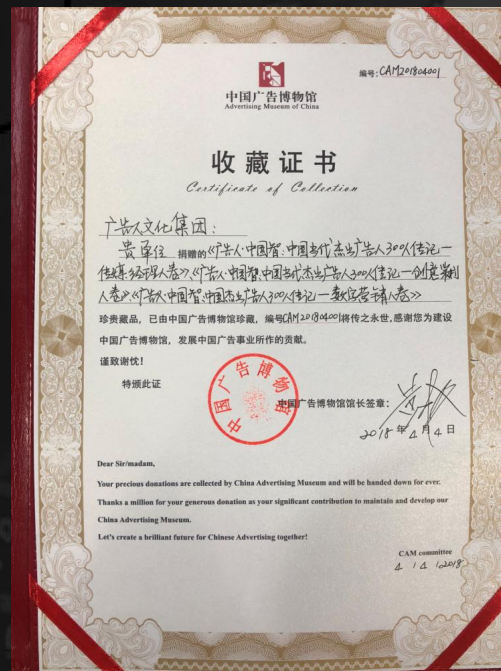 编号:CAM201804001
中国广告博物馆
Advertising Museum of China
收藏证书
Certificate of Collection
广告人文化集团:
贵单位 捐赠的《广告人·中国智:中国当代杰出广告人300人传记—
传媒经理人卷》《广告人·中国智:中国当代杰出广告人300人传记—创意策划
人卷》《广告人·中国智:中国杰出广告人300人传记—数字营销人卷》
珍贵藏品,已由中国广告博物馆珍藏,编号CAM201804001将传之永世,感谢您为建设
中国广告博物馆,发展中国广告事业所作的贡献。
谨致谢忱!
特颁此证
中国广告博物馆
中国广告博物馆馆长签章:
2018年4月4日
Dear Sir/madam,
Your precious donations are collected by China Advertising Museum and will be handed down for ever.
Thanks a million for your generous donation as your significant contribution to maintain and develop our
China Advertising Museum.
Let's create a brilliant future for Chinese Advertising together!
CAM committee
4 / 4 / 2018